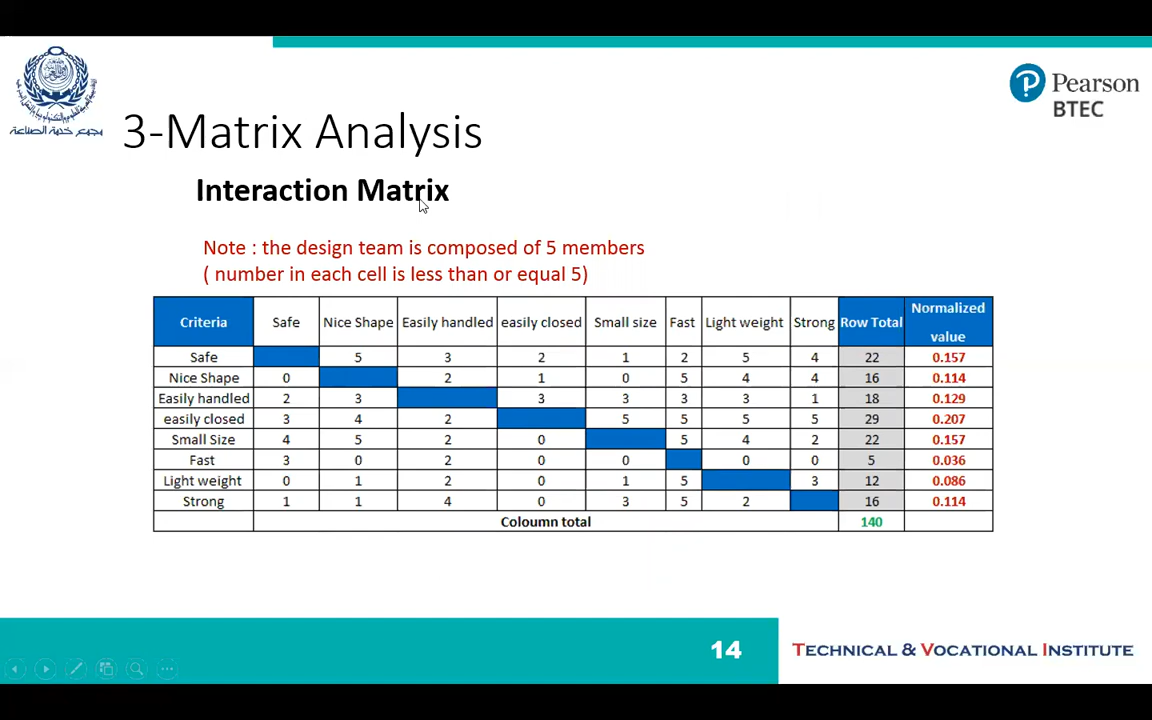 مجمع خدمة الصناعة
Pearson
BTEC
3-Matrix Analysis
Interaction Matrix
Note : the design team is composed of 5 members
( number in each cell is less than or equal 5)
Criteria Safe Nice Shape Easily handled easily closed Small size Fast Light weight Strong Row Total Normalized value
Safe 5 3 2 1 2 5 4 22 0.157
Nice Shape 0 2 1 0 5 4 4 16 0.114
Easily handled 2 3 3 3 3 3 1 18 0.129
easily closed 3 4 2 5 5 5 5 29 0.207
Small Size 4 5 2 0 5 4 2 22 0.157
Fast 3 0 2 0 0 0 0 5 0.036
Light weight 0 1 2 0 1 5 3 12 0.086
Strong 1 1 4 0 3 5 2 16 0.114
Coloumn total 140
14
TECHNICAL & VOCATIONAL INSTITUTE